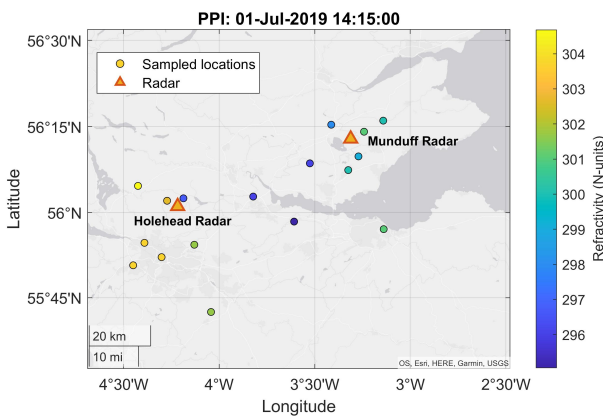 PPI: 01-Jul-2019 14:15:00
56°30'N
56°15'N
56°N
55°45'N
Latitude
Sampled locations
Radar
Munduff Radar
Holehead Radar
20 km
10 mi
OS, Esri, HERE, Garmin, USGS
4°30'W
4°W
3°30'W
3°W
2°30'W
Longitude
304
303
302
301
300
299
298
297
296
Refractivity (N-units)